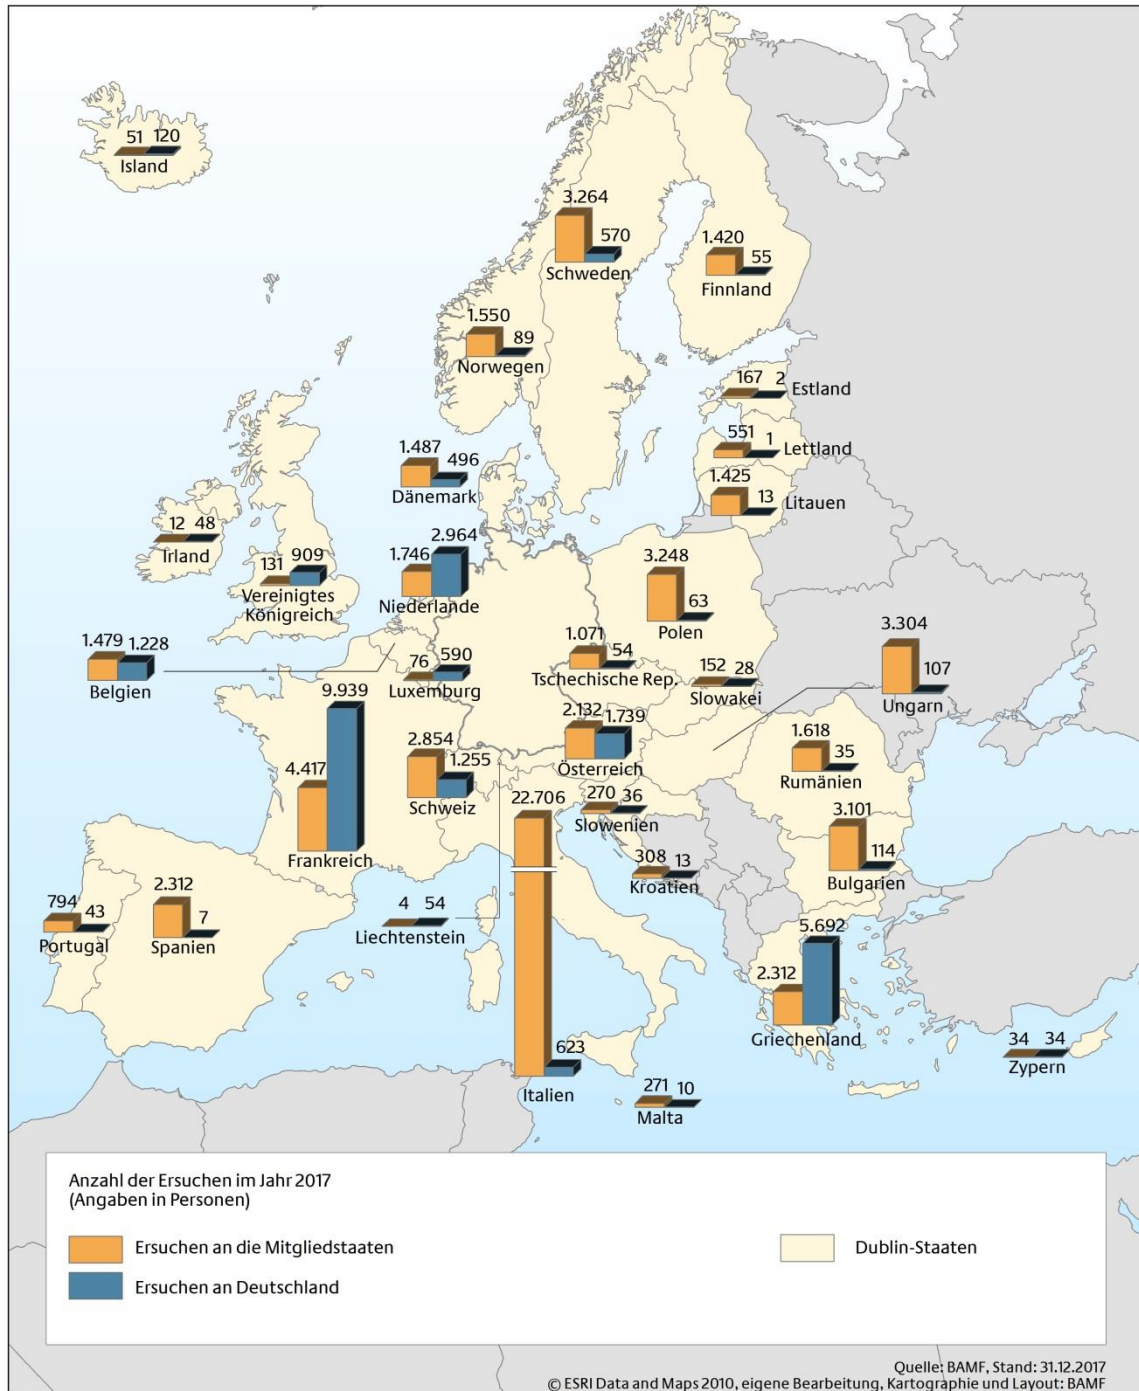 51 120
Island
3.264
570
Schweden
1.420
55
Finnland
1.550
89
Norwegen
167 2
Estland
551 1
Lettland
1.425
13
Litauen
1.487
496
Dänemark
12 48
Irland
131 909
Vereinigtes
Königreich
1.746 2.964
Niederlande
3.248
63
Polen
1.479 1.228
Belgien
76 590
Luxemburg
1.071
54
Tschechische Rep.
152 28
Slowakei
3.304
107
Ungarn
9.939
4.417
Frankreich
2.854
1.255
Schweiz
2.132 1.739
Österreich
1.618
35
Rumänien
22.706
623
Italien
270 36
Slowenien
308 13
Kroatien
3.101
114
Bulgarien
794
43
Portugal
2.312
7
Spanien
4 54
Liechtenstein
5.692
2.312
Griechenland
34 34
Zypern
271 10
Malta
Anzahl der Ersuchen im Jahr 2017
(Angaben in Personen)
Ersuchen an die Mitgliedstaaten
Dublin-Staaten
Ersuchen an Deutschland
Quelle: BAMF, Stand: 31.12.2017
© ESRI Data and Maps 2010, eigene Bearbeitung, Kartographie und Layout: BAMF